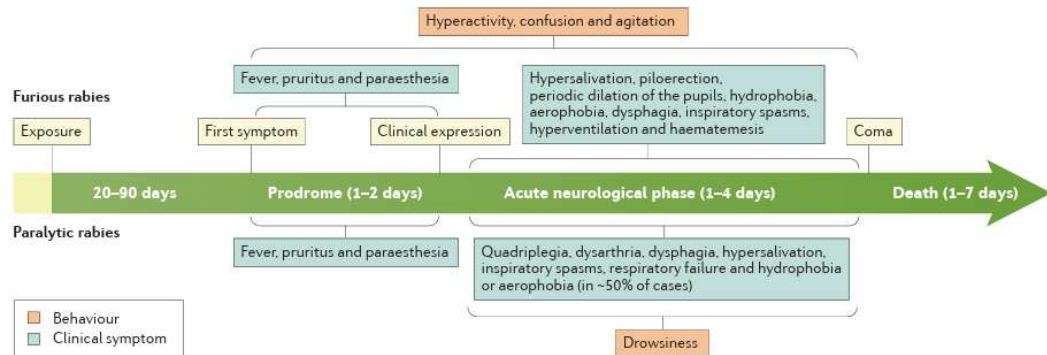 Hyperactivity, confusion and agitation
Fever, pruritus and paraesthesia
Hypersalivation, piloerection,
periodic dilation of the pupils, hydrophobia,
aerophobia, dysphagia, inspiratory spasms,
hyperventilation and haematemesis
Furious rabies
Exposure
First symptom
Clinical expression
Coma
20–90 days
Prodrome (1–2 days)
Acute neurological phase (1–4 days)
Death (1–7 days)
Paralytic rabies
Fever, pruritus and paraesthesia
Quadriplegia, dysarthria, dysphagia, hypersalivation,
inspiratory spasms, respiratory failure and hydrophobia
or aerophobia (in ~50% of cases)
Behaviour
Clinical symptom
Drowsiness